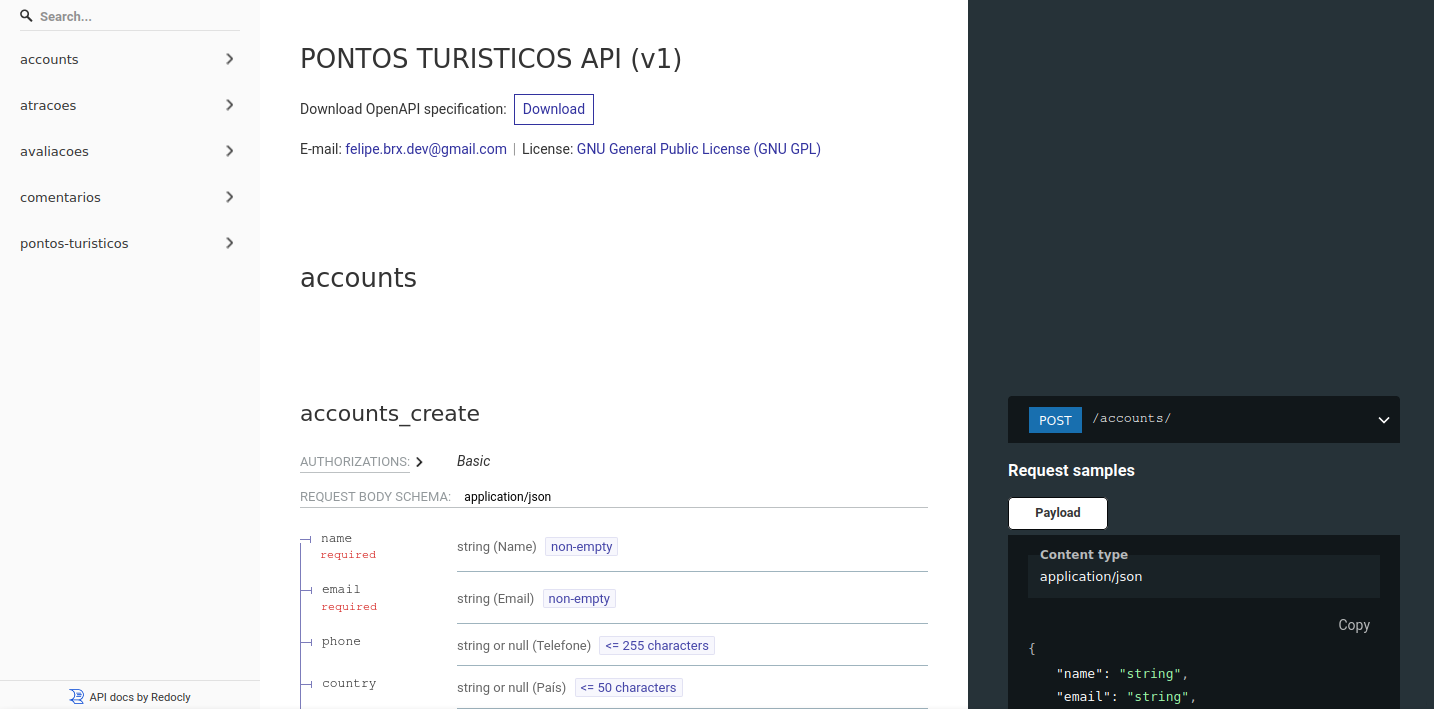 Search...
accounts
atracoes
avaliacoes
comentarios
pontos-turisticos
API docs by Redocly
PONTOS TURISTICOS API (v1)
Download OpenAPI specification: Download
E-mail: felipe.brx.dev@gmail.com | License: GNU General Public License (GNU GPL)
accounts
accounts_create
AUTHORIZATIONS: Basic
REQUEST BODY SCHEMA: application/json
name
required
string (Name) non-empty
email
required
string (Email) non-empty
phone string or null (Telefone) <= 255 characters
country string or null (País) <= 50 characters
POST /accounts/
Request samples
Payload
Content type
application/json
Copy
{
"name": "string",
"email": "string",